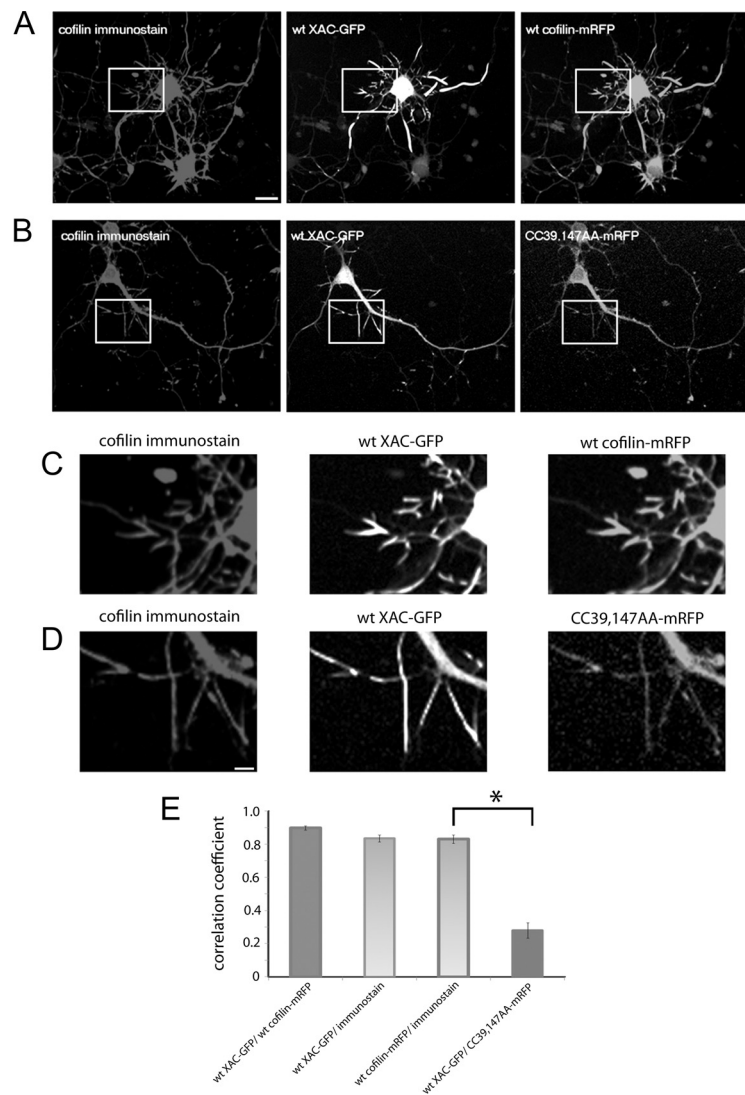 A
cofilin immunostain
wt XAC-GFP
wt cofilin-mRFP
B
cofilin immunostain
wt XAC-GFP
CC39,147AA-mRFP
cofilin immunostain
wt XAC-GFP
wt cofilin-mRFP
C
cofilin immunostain
wt XAC-GFP
CC39,147AA-mRFP
D
E
*
correlation coefficient
1.0
0.8
0.6
0.4
0.2
0
wt XAC-GFP/ wt cofilin-mRFP
wt XAC-GFP/ immunostain
wt cofilin-mRFP/ immunostain
wt XAC-GFP/ CC39,147AA-mRFP